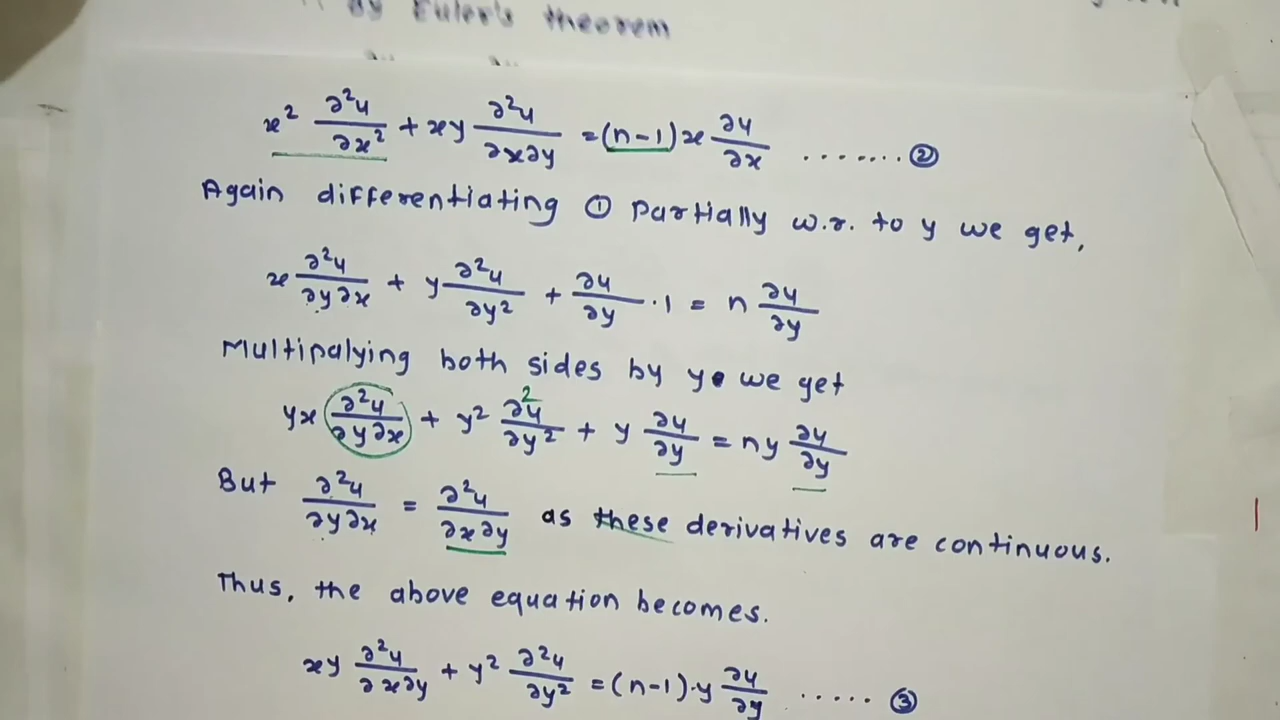 By Euler's theorem
x² ∂²u/∂x² + xy ∂²u/∂x∂y = (n-1)x ∂u/∂x ........ ②
Again differentiating ① Partially w.r. to y we get,
x ∂²u/∂y∂x + y ∂²u/∂y² + ∂u/∂y · 1 = n ∂u/∂y
Multipalying both sides by y we get
yx ∂²u/∂y∂x + y² ∂²u/∂y² + y ∂u/∂y = ny ∂u/∂y
But ∂²u/∂y∂x = ∂²u/∂x∂y as these derivatives are continuous.
Thus, the above equation becomes.
xy ∂²u/∂x∂y + y² ∂²u/∂y² = (n-1)·y ∂u/∂y ..... ③